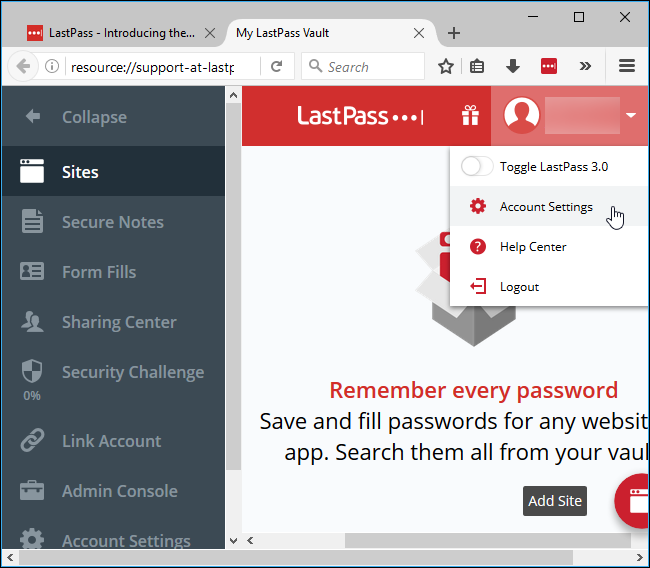 LastPass - Introducing the...
My LastPass Vault
resource://support-at-lastp
Search
Collapse
LastPass
Sites
Toggle LastPass 3.0
Secure Notes
Account Settings
Form Fills
Help Center
Sharing Center
Logout
Security Challenge
0%
Remember every password
Save and fill passwords for any websit
app. Search them all from your vaul
Link Account
Admin Console
Add Site
Account Settings